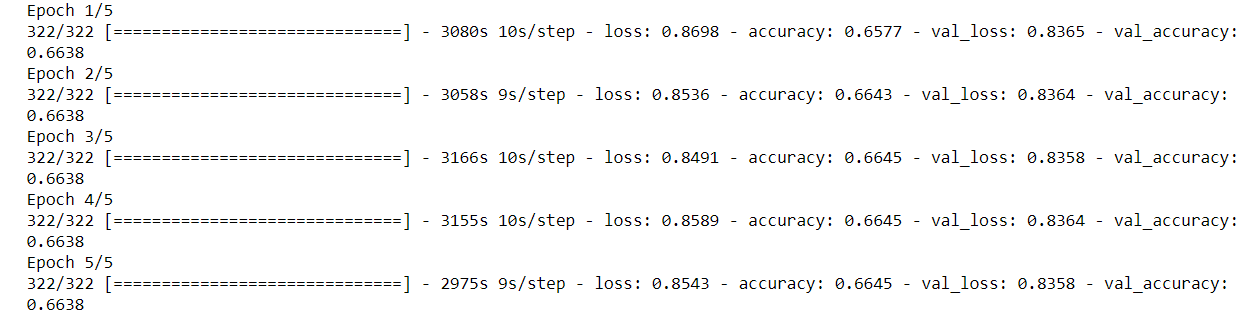 Epoch 1/5
322/322 [==============================] - 3080s 10s/step - loss: 0.8698 - accuracy: 0.6577 - val_loss: 0.8365 - val_accuracy:
0.6638
Epoch 2/5
322/322 [==============================] - 3058s 9s/step - loss: 0.8536 - accuracy: 0.6643 - val_loss: 0.8364 - val_accuracy:
0.6638
Epoch 3/5
322/322 [==============================] - 3166s 10s/step - loss: 0.8491 - accuracy: 0.6645 - val_loss: 0.8358 - val_accuracy:
0.6638
Epoch 4/5
322/322 [==============================] - 3155s 10s/step - loss: 0.8589 - accuracy: 0.6645 - val_loss: 0.8364 - val_accuracy:
0.6638
Epoch 5/5
322/322 [==============================] - 2975s 9s/step - loss: 0.8543 - accuracy: 0.6645 - val_loss: 0.8358 - val_accuracy:
0.6638